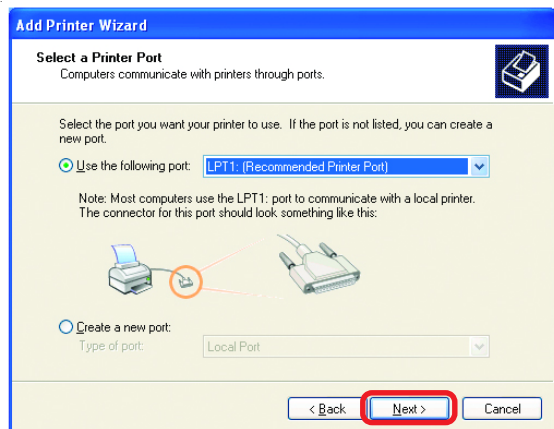 Add Printer Wizard
Select a Printer Port
Computers communicate with printers through ports.
Select the port you want your printer to use. If the port is not listed, you can create a
new port.
Use the following port: LPT1: (Recommended Printer Port)
Note: Most computers use the LPT1: port to communicate with a local printer.
The connector for this port should look something like this:
Create a new port:
Type of port: Local Port
< Back Next > Cancel